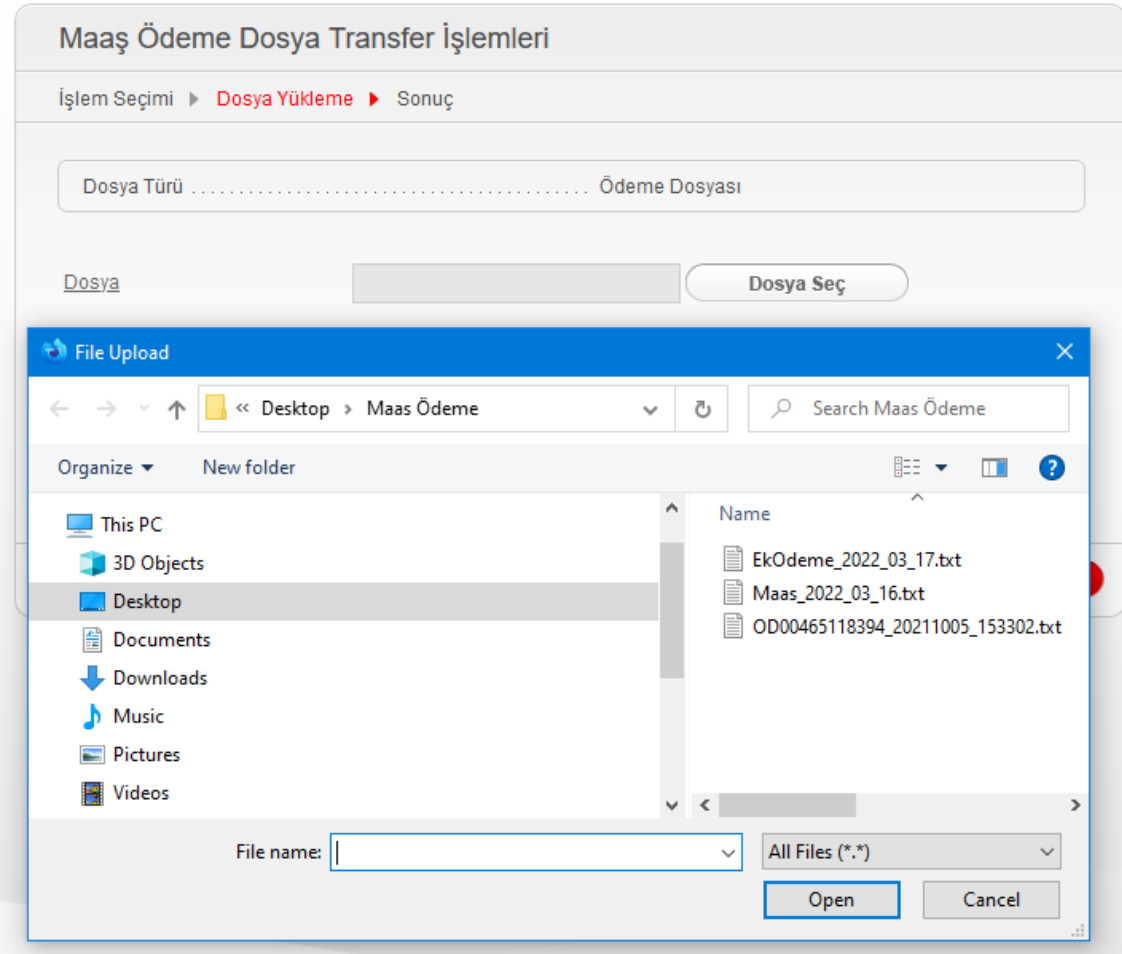 Maaş Ödeme Dosya Transfer İşlemleri
İşlem Seçimi Dosya Yükleme Sonuç
Dosya Türü ........................................... Ödeme Dosyası
Dosya Dosya Seç
File Upload
« Desktop › Maas Ödeme Search Maas Ödeme
Organize New folder
This PC
3D Objects
Desktop
Documents
Downloads
Music
Pictures
Videos
Name
EkOdeme_2022_03_17.txt
Maas_2022_03_16.txt
OD00465118394_20211005_153302.txt
File name: All Files (*.*)
Open Cancel